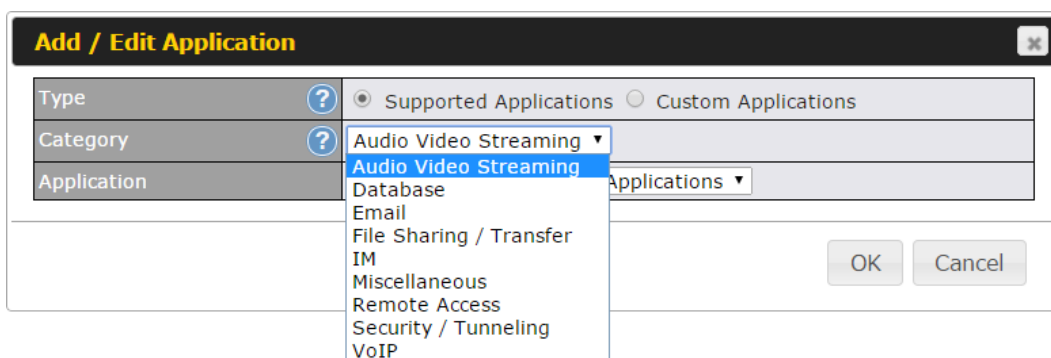 Add / Edit Application
Type ? Supported Applications Custom Applications
Category ? Audio Video Streaming
Audio Video Streaming
Application Applications
Database
Email
File Sharing / Transfer
IM
Miscellaneous
Remote Access
Security / Tunneling
VoIP
OK Cancel